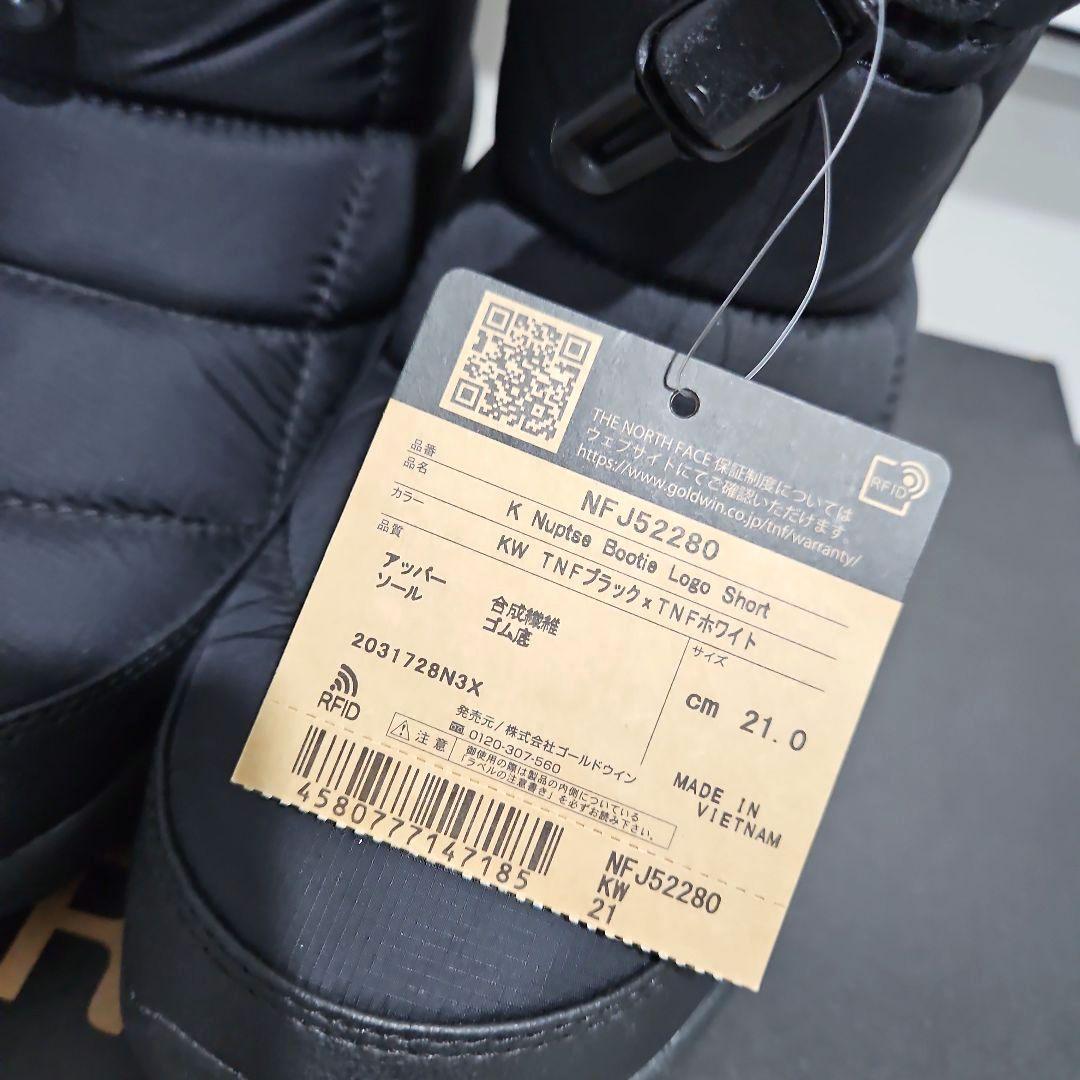 THE NORTH FACE 保証制度については
ウェブサイトにてご確認いただけます。
https://www.goldwin.co.jp/tnf/warranty/
RFID
品番 NFJ52280
品名 K Nuptse Bootie Logo Short
カラー KW TNFブラックxTNFホワイト
品質
アッパー 合成繊維
ソール ゴム底
サイズ
cm 21.0
2031728N3X
RFID
発売元/株式会社ゴールドウイン
0120-307-560
注意
御使用の際は製品の内側についている
「ラベルの注意書き」を必ずお読み下さい。
MADE IN
VIETNAM
4580777147185
NFJ52280
KW
21